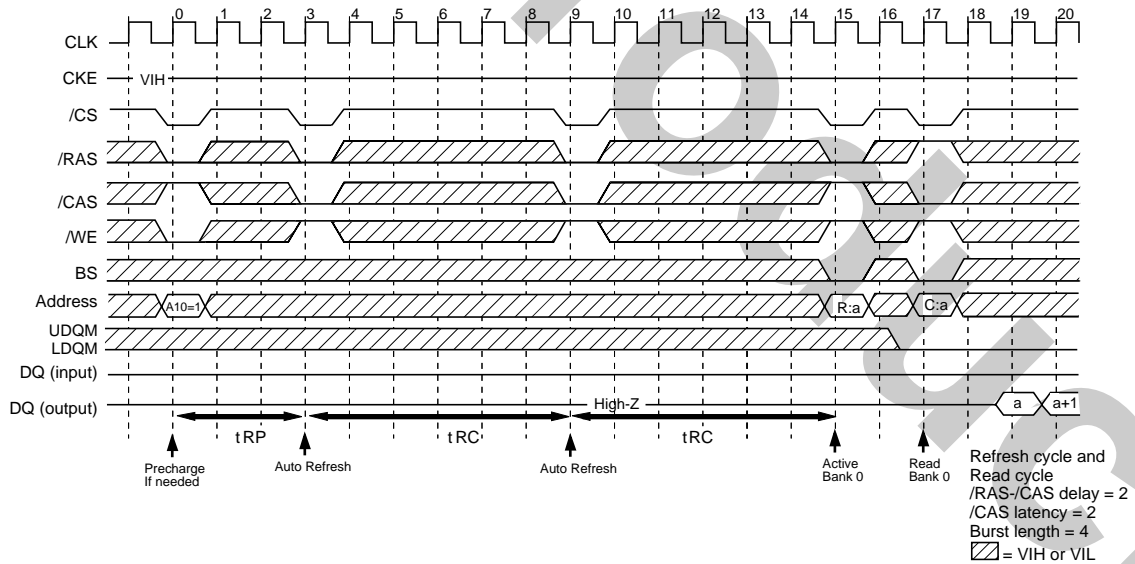 0 1 2 3 4 5 6 7 8 9 10 11 12 13 14 15 16 17 18 19 20
CLK
CKE VIH
/CS
/RAS
/CAS
/WE
BS
Address A10=1 R:a C:a
UDQM
LDQM
DQ (input)
DQ (output) High-Z a a+1
tRP tRC tRC
Precharge
If needed
Auto Refresh
Auto Refresh
Active
Bank 0
Read
Bank 0
Refresh cycle and
Read cycle
/RAS-/CAS delay = 2
/CAS latency = 2
Burst length = 4
= VIH or VIL